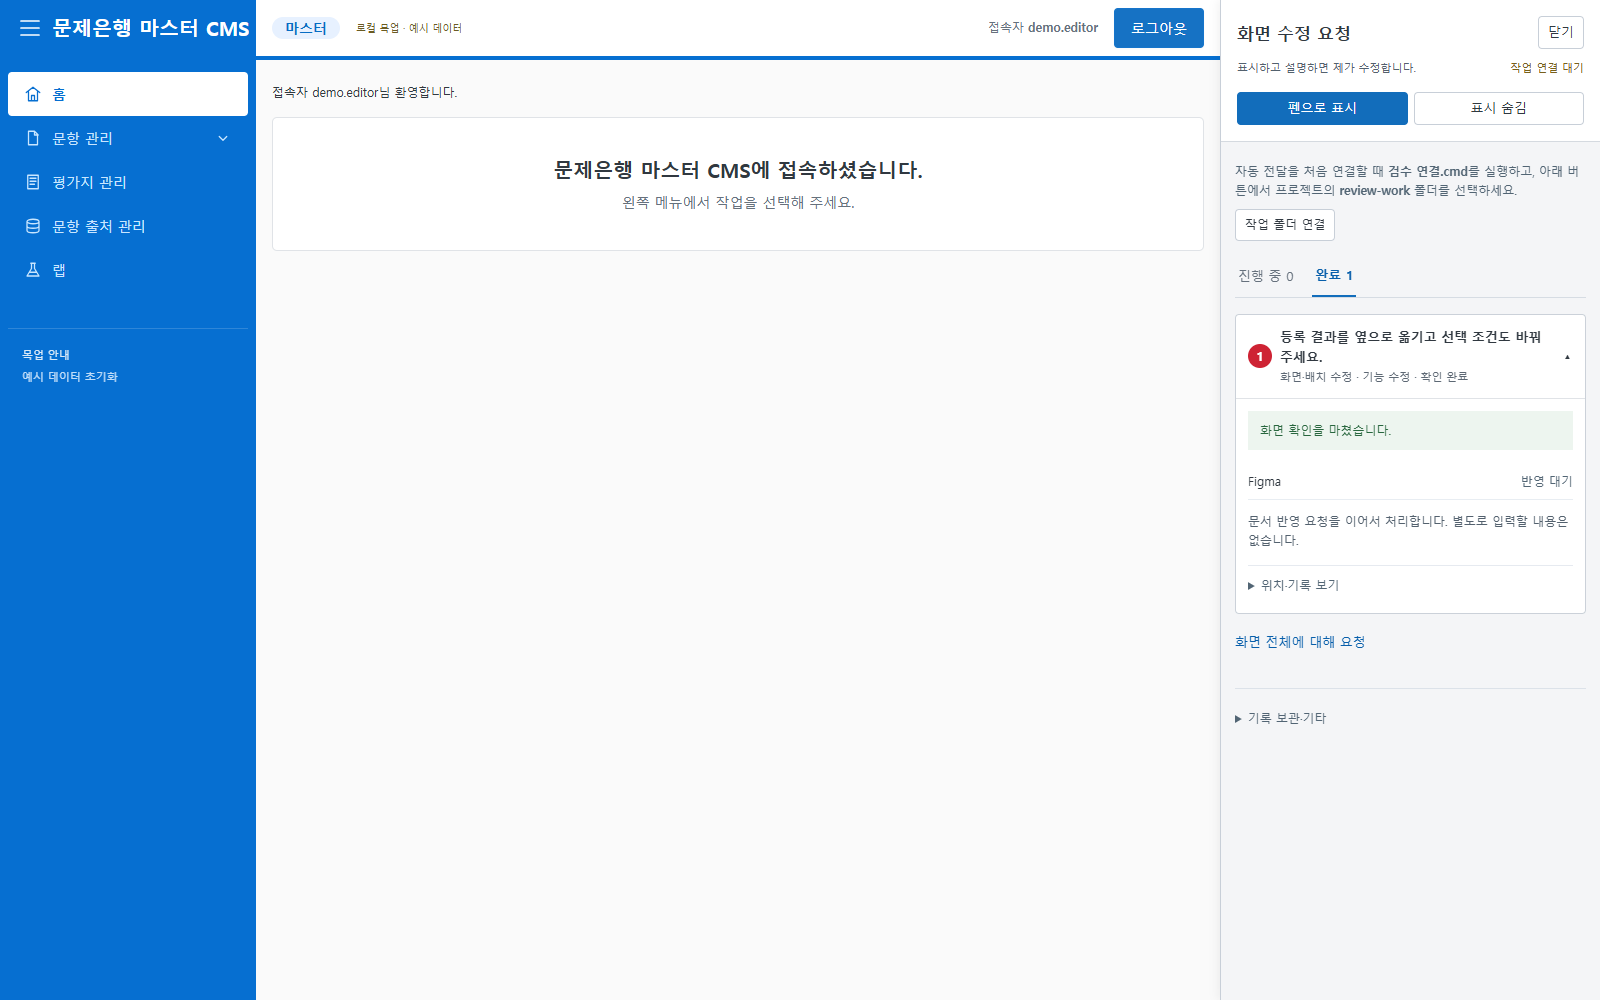 문제은행 마스터 CMS
홈
문항 관리
평가지 관리
문항 출처 관리
랩
목업 안내
예시 데이터 초기화
마스터
로컬 목업 · 예시 데이터
접속자 demo.editor
로그아웃
접속자 demo.editor님 환영합니다.
문제은행 마스터 CMS에 접속하셨습니다.
왼쪽 메뉴에서 작업을 선택해 주세요.
화면 수정 요청
닫기
표시하고 설명하면 제가 수정합니다.
작업 연결 대기
펜으로 표시
표시 숨김
자동 전달을 처음 연결할 때 검수 연결.cmd를 실행하고, 아래 버
튼에서 프로젝트의 review-work 폴더를 선택하세요.
작업 폴더 연결
진행 중 0
완료 1
1
등록 결과를 옆으로 옮기고 선택 조건도 바꿔
주세요.
화면·배치 수정 · 기능 수정 · 확인 완료
화면 확인을 마쳤습니다.
Figma
반영 대기
문서 반영 요청을 이어서 처리합니다. 별도로 입력할 내용은
없습니다.
위치·기록 보기
화면 전체에 대해 요청
기록 보관·기타